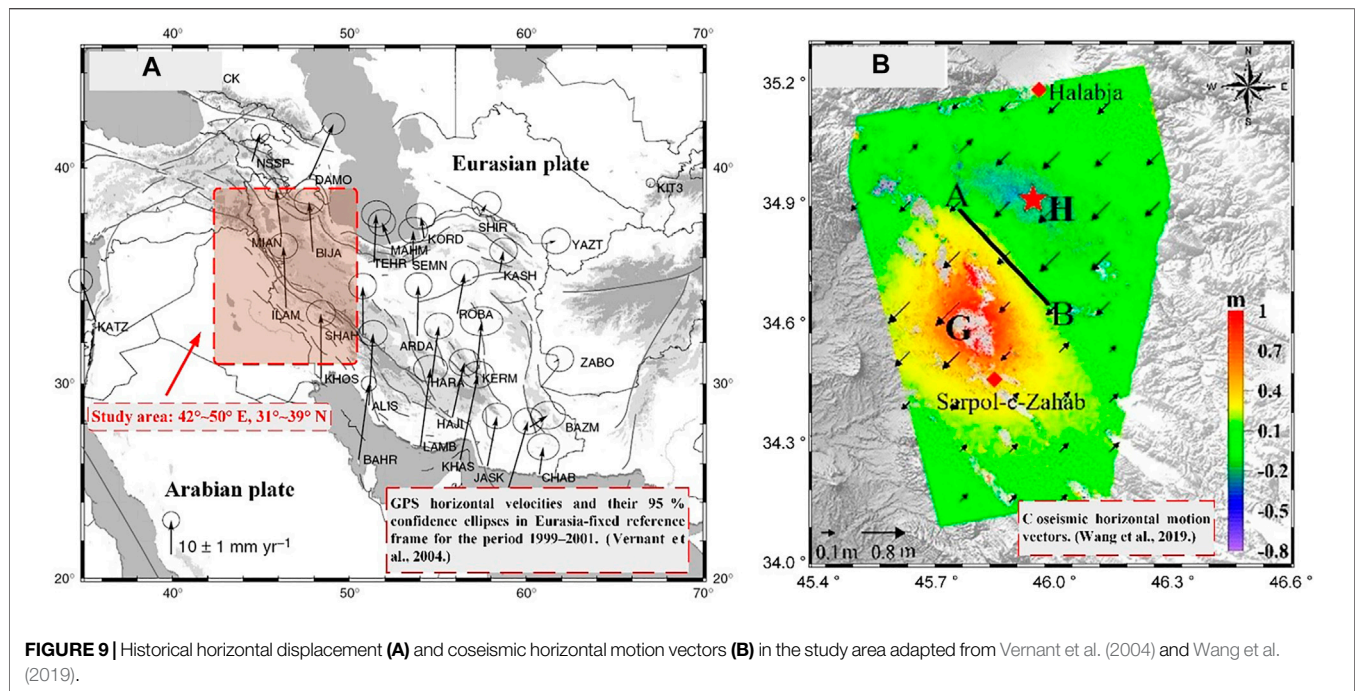 40°
50°
60°
70°
A
CK
NSSP
DAMO
Eurasian plate
40°
40°
KIT3
MIAN
BIJA
TEHR
MAHM
SEMN
KORD
SHIR
YAZT
KASH
KATZ
ILAM
SHAH
ROBA
ARDA
ZABO
30°
30°
KHOS
HARA
KERM
ALIS
HAJI
BAZM
Study area: 42°~50° E, 31°~39° N
BAHR
LAMB
KHAS
JASK
CHAB
Arabian plate
10 ± 1 mm yr⁻¹
GPS horizontal velocities and their 95 %
confidence ellipses in Eurasia-fixed reference
frame for the period 1999–2001. (Vernant et
al., 2004.)
20°
20°
40°
50°
60°
70°
B
N
W
E
S
35.2 °
Halabja
34.9 °
A
H
B
34.6 °
G
Sarpol-e-Zahab
34.3 °
34.0 °
m
1
0.7
0.4
0.1
-0.2
-0.5
-0.8
C oseismic horizontal motion
vectors. (Wang et al., 2019.)
0.1m
0.8 m
45.4 °
45.7 °
46.0 °
46.3 °
46.6 °
FIGURE 9 | Historical horizontal displacement (A) and coseismic horizontal motion vectors (B) in the study area adapted from Vernant et al. (2004) and Wang et al.
(2019).